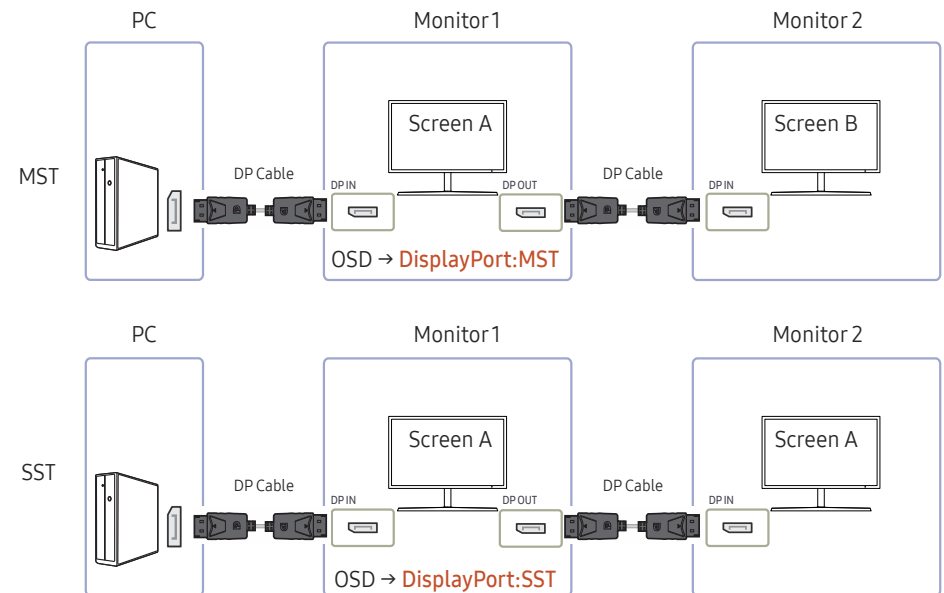 PC Monitor 1 Monitor 2
Screen A Screen B
MST DP Cable DP IN DP OUT DP Cable DP IN
OSD → DisplayPort:MST
PC Monitor 1 Monitor 2
Screen A Screen A
SST DP Cable DP IN DP OUT DP Cable DP IN
OSD → DisplayPort:SST